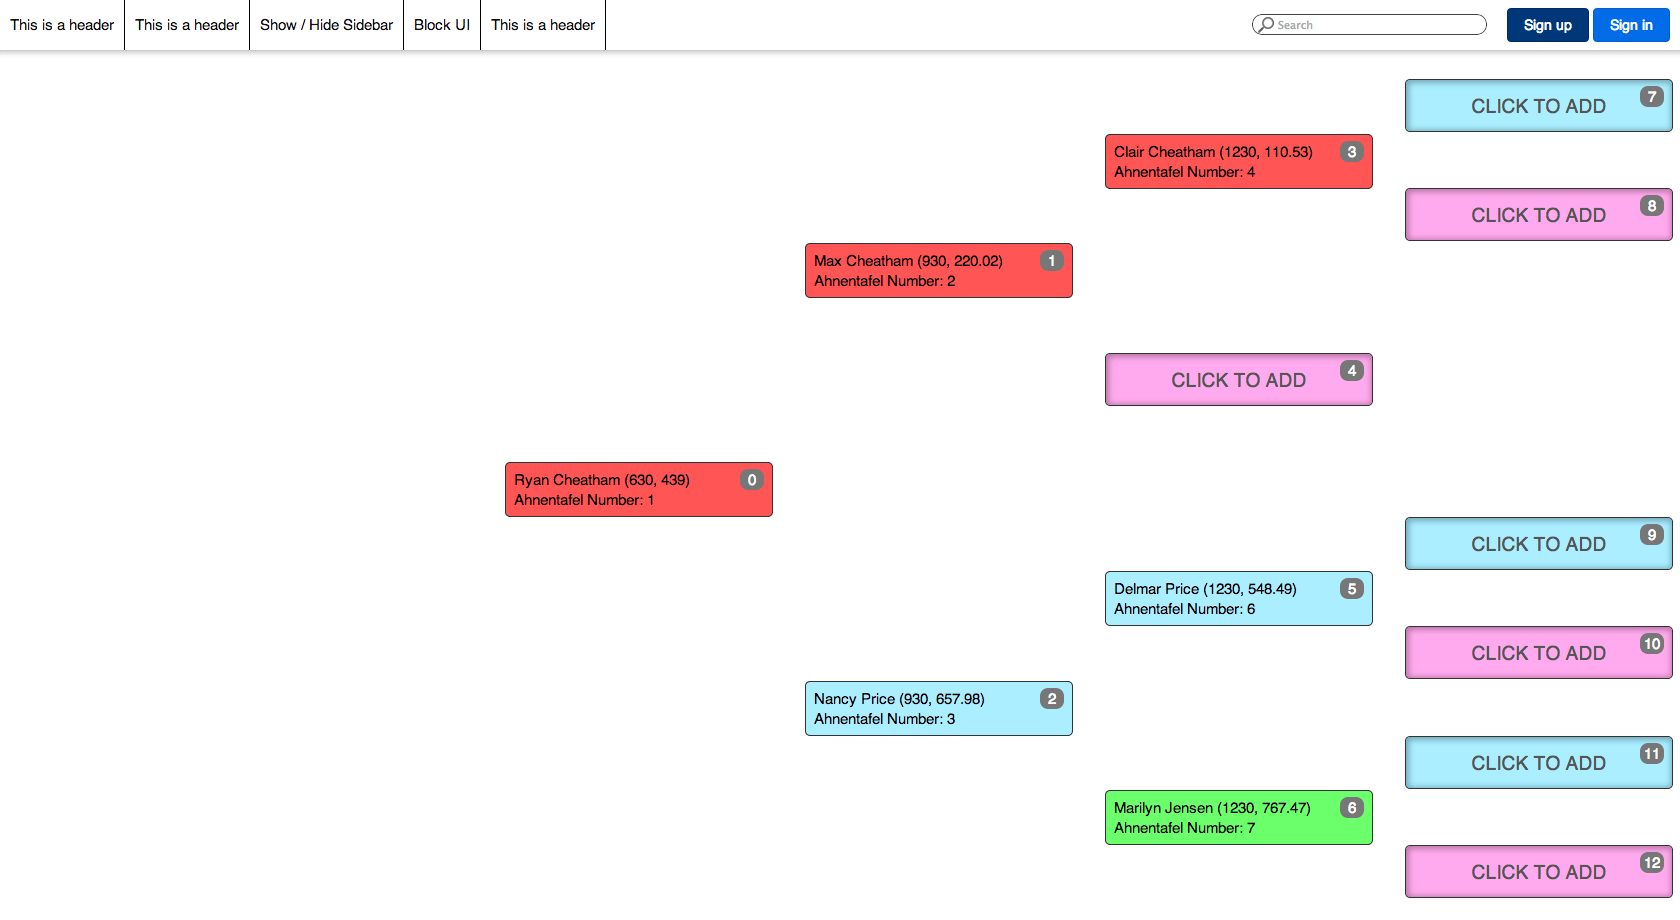 This is a header
This is a header
Show / Hide Sidebar
Block UI
This is a header
Search
Sign up
Sign in
CLICK TO ADD 7
Clair Cheatham (1230, 110.53) 3
Ahnentafel Number: 4
CLICK TO ADD 8
Max Cheatham (930, 220.02) 1
Ahnentafel Number: 2
CLICK TO ADD 4
Ryan Cheatham (630, 439) 0
Ahnentafel Number: 1
CLICK TO ADD 9
Delmar Price (1230, 548.49) 5
Ahnentafel Number: 6
CLICK TO ADD 10
Nancy Price (930, 657.98) 2
Ahnentafel Number: 3
CLICK TO ADD 11
Marilyn Jensen (1230, 767.47) 6
Ahnentafel Number: 7
CLICK TO ADD 12